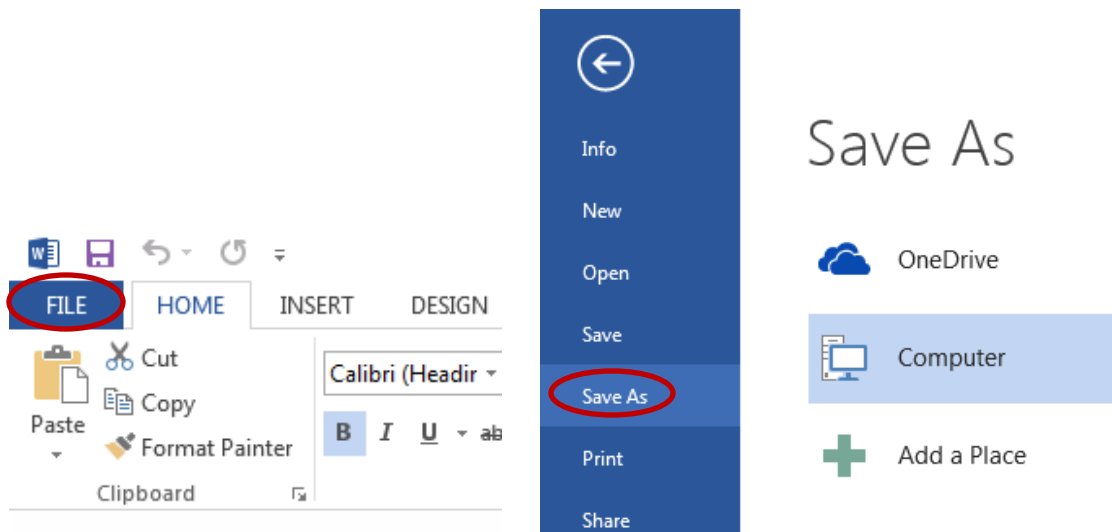 W
FILE HOME INSERT DESIGN
Cut
Calibri (Headir
Copy
Paste
B I U ab
Format Painter
Clipboard
Info
New
Open
Save
Save As
Print
Share
Save As
OneDrive
Computer
Add a Place